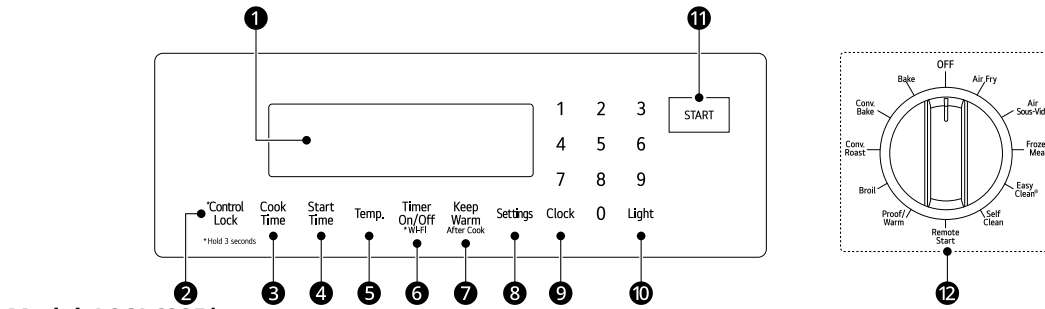 1
11
START
1 2 3
4 5 6
7 8 9
0
*Control
Lock
*Hold 3 seconds
Cook
Time
Start
Time
Temp.
Timer
On/Off
*WI-FI
Keep
Warm
After Cook
Settings
Clock
Light
2
3
4
5
6
7
8
9
10
OFF
Air Fry
Air
Sous-Vid
Froze
Mea
Easy
Clean®
Self
Clean
Remote
Start
Proof/
Warm
Broil
Conv.
Roast
Conv.
Bake
Bake
12